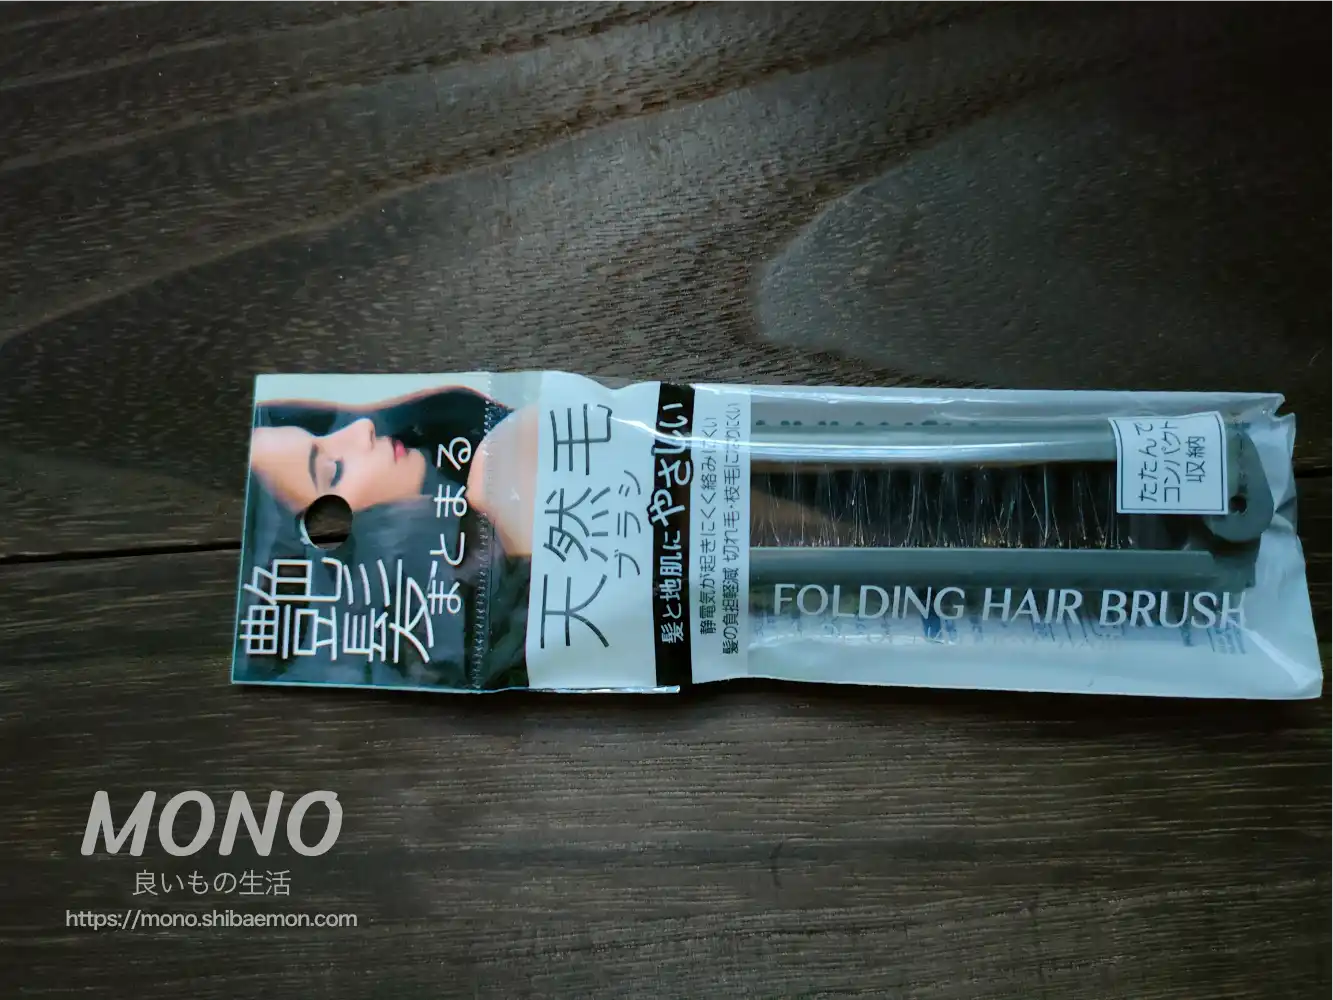 艶髪
まとまる
天然毛
ブラシ
髪と地肌にやさしい
静電気が起きにくく絡みにくい
髪の負担軽減 切れ毛・枝毛になりにくい
FOLDING HAIR BRUSH
たたんで
コンパクト
収納
MONO
良いもの生活
https://mono.shibaemon.com